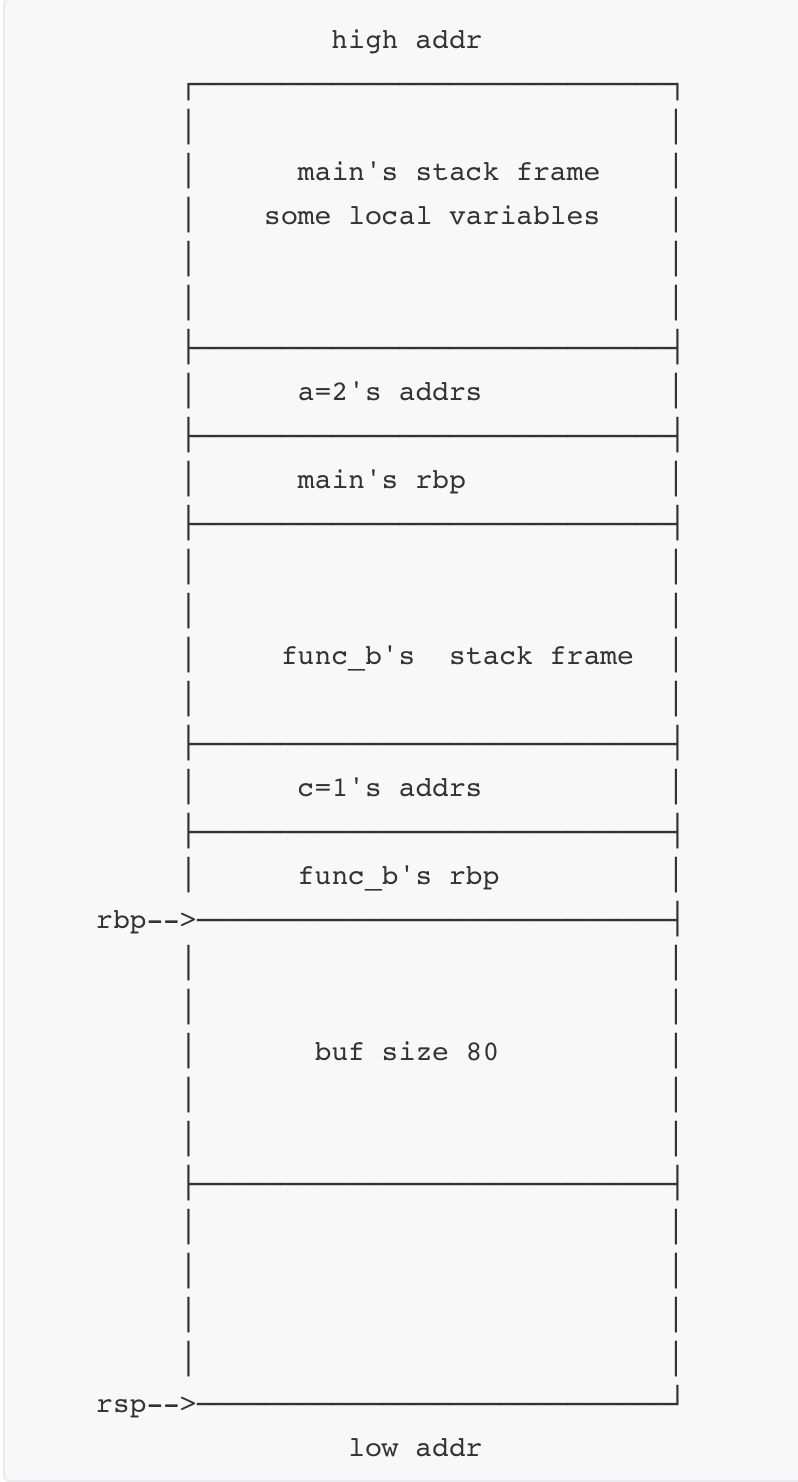 high addr
main's stack frame
some local variables
a=2's addrs
main's rbp
func_b's  stack frame
c=1's addrs
func_b's rbp
rbp-->
buf size 80
rsp-->
low addr